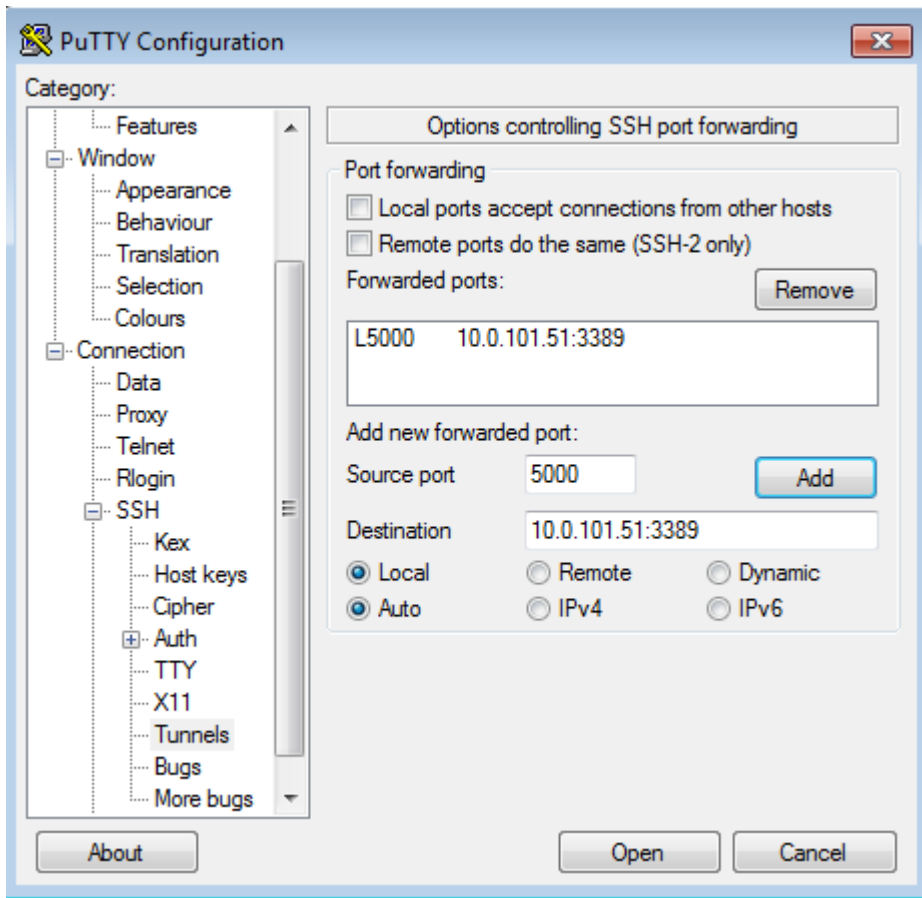 PuTTY Configuration
Category:
Features
Window
Appearance
Behaviour
Translation
Selection
Colours
Connection
Data
Proxy
Telnet
Rlogin
SSH
Kex
Host keys
Cipher
Auth
TTY
X11
Tunnels
Bugs
More bugs
Options controlling SSH port forwarding
Port forwarding
Local ports accept connections from other hosts
Remote ports do the same (SSH-2 only)
Forwarded ports:
Remove
L5000 10.0.101.51:3389
Add new forwarded port:
Source port 5000 Add
Destination 10.0.101.51:3389
Local Remote Dynamic
Auto IPv4 IPv6
About Open Cancel